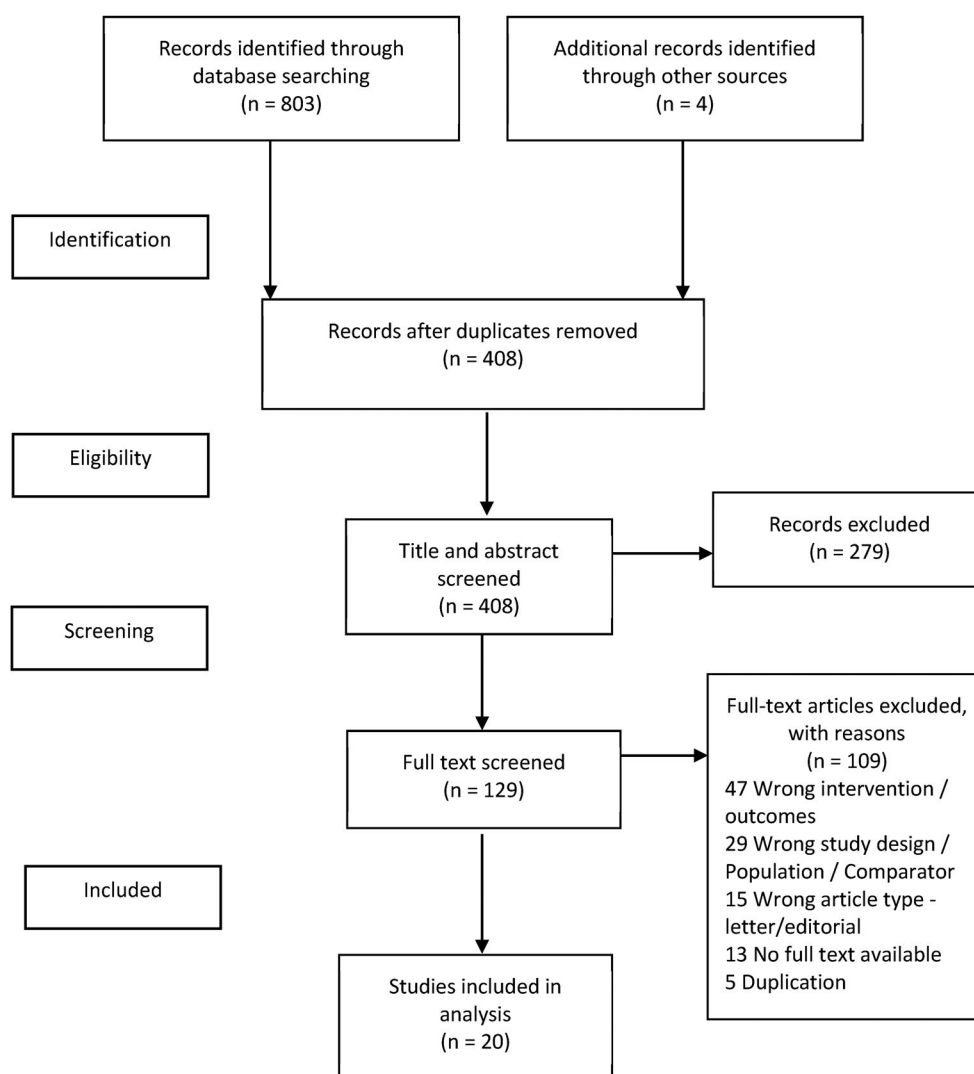 Records identified through
database searching
(n = 803)
Additional records identified
through other sources
(n = 4)
Identification
Records after duplicates removed
(n = 408)
Eligibility
Title and abstract
screened
(n = 408)
Records excluded
(n = 279)
Screening
Full text screened
(n = 129)
Full-text articles excluded,
with reasons
(n = 109)
47 Wrong intervention /
outcomes
29 Wrong study design /
Population / Comparator
15 Wrong article type -
letter/editorial
13 No full text available
5 Duplication
Included
Studies included in
analysis
(n = 20)